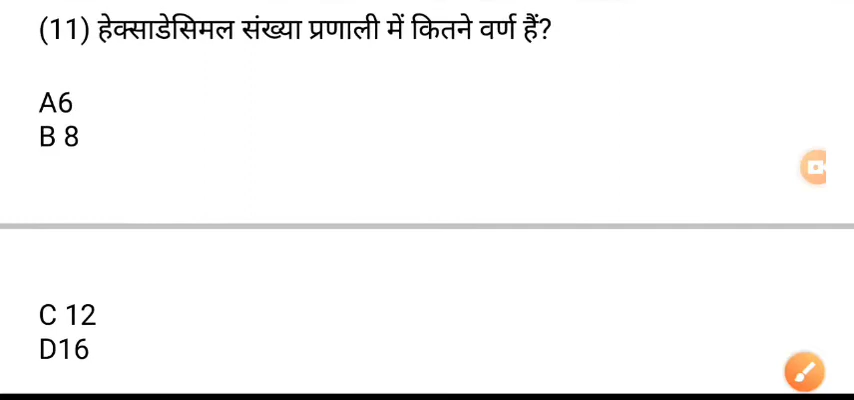 (11) हेक्साडेसिमल संख्या प्रणाली में कितने वर्ण हैं?
A6
B 8
C 12
D16